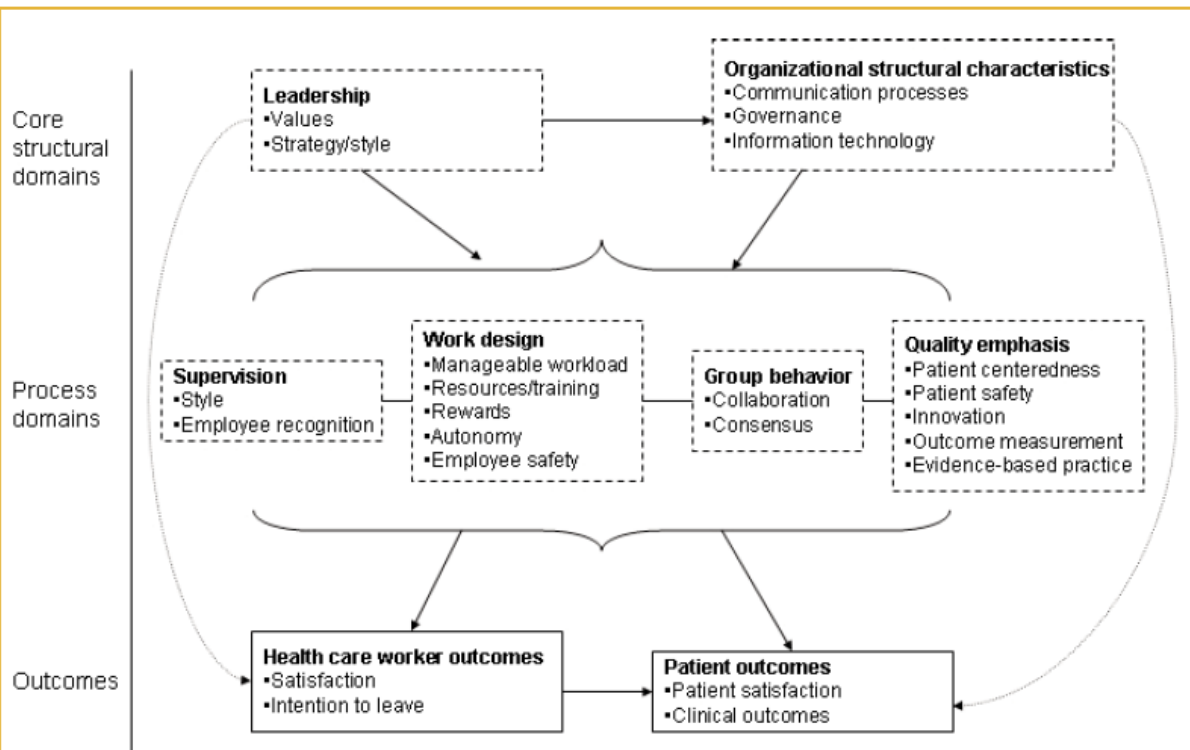 Core
structural
domains
Leadership
▪Values
▪Strategy/style
Organizational structural characteristics
▪Communication processes
▪Governance
▪Information technology
Process
domains
Supervision
▪Style
▪Employee recognition
Work design
▪Manageable workload
▪Resources/training
▪Rewards
▪Autonomy
▪Employee safety
Group behavior
▪Collaboration
▪Consensus
Quality emphasis
▪Patient centeredness
▪Patient safety
▪Innovation
▪Outcome measurement
▪Evidence-based practice
Outcomes
Health care worker outcomes
▪Satisfaction
▪Intention to leave
Patient outcomes
▪Patient satisfaction
▪Clinical outcomes